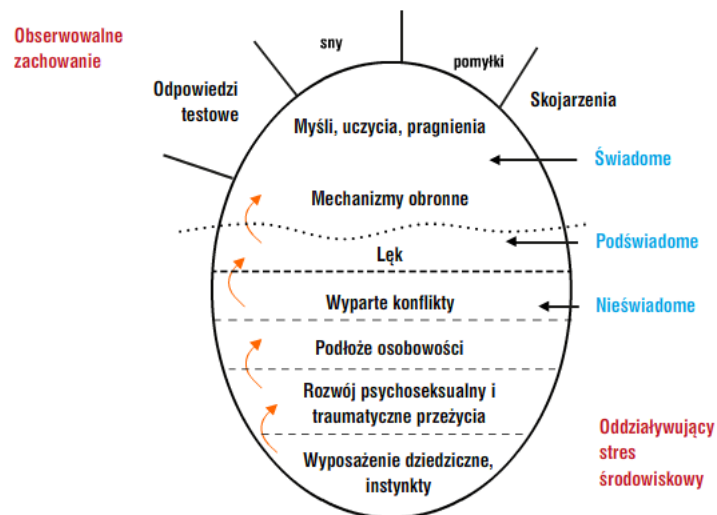 Obserwowalne
zachowanie
sny
pomyłki
Odpowiedzi
testowe
Skojarzenia
Myśli, uczycia, pragnienia
Świadome
Mechanizmy obronne
Podświadome
Lęk
Wyparte konflikty
Nieświadome
Podłoże osobowości
Rozwój psychoseksualny i
traumatyczne przeżycia
Oddziaływujący
stres
środowiskowy
Wyposażenie dziedziczne,
instynkty